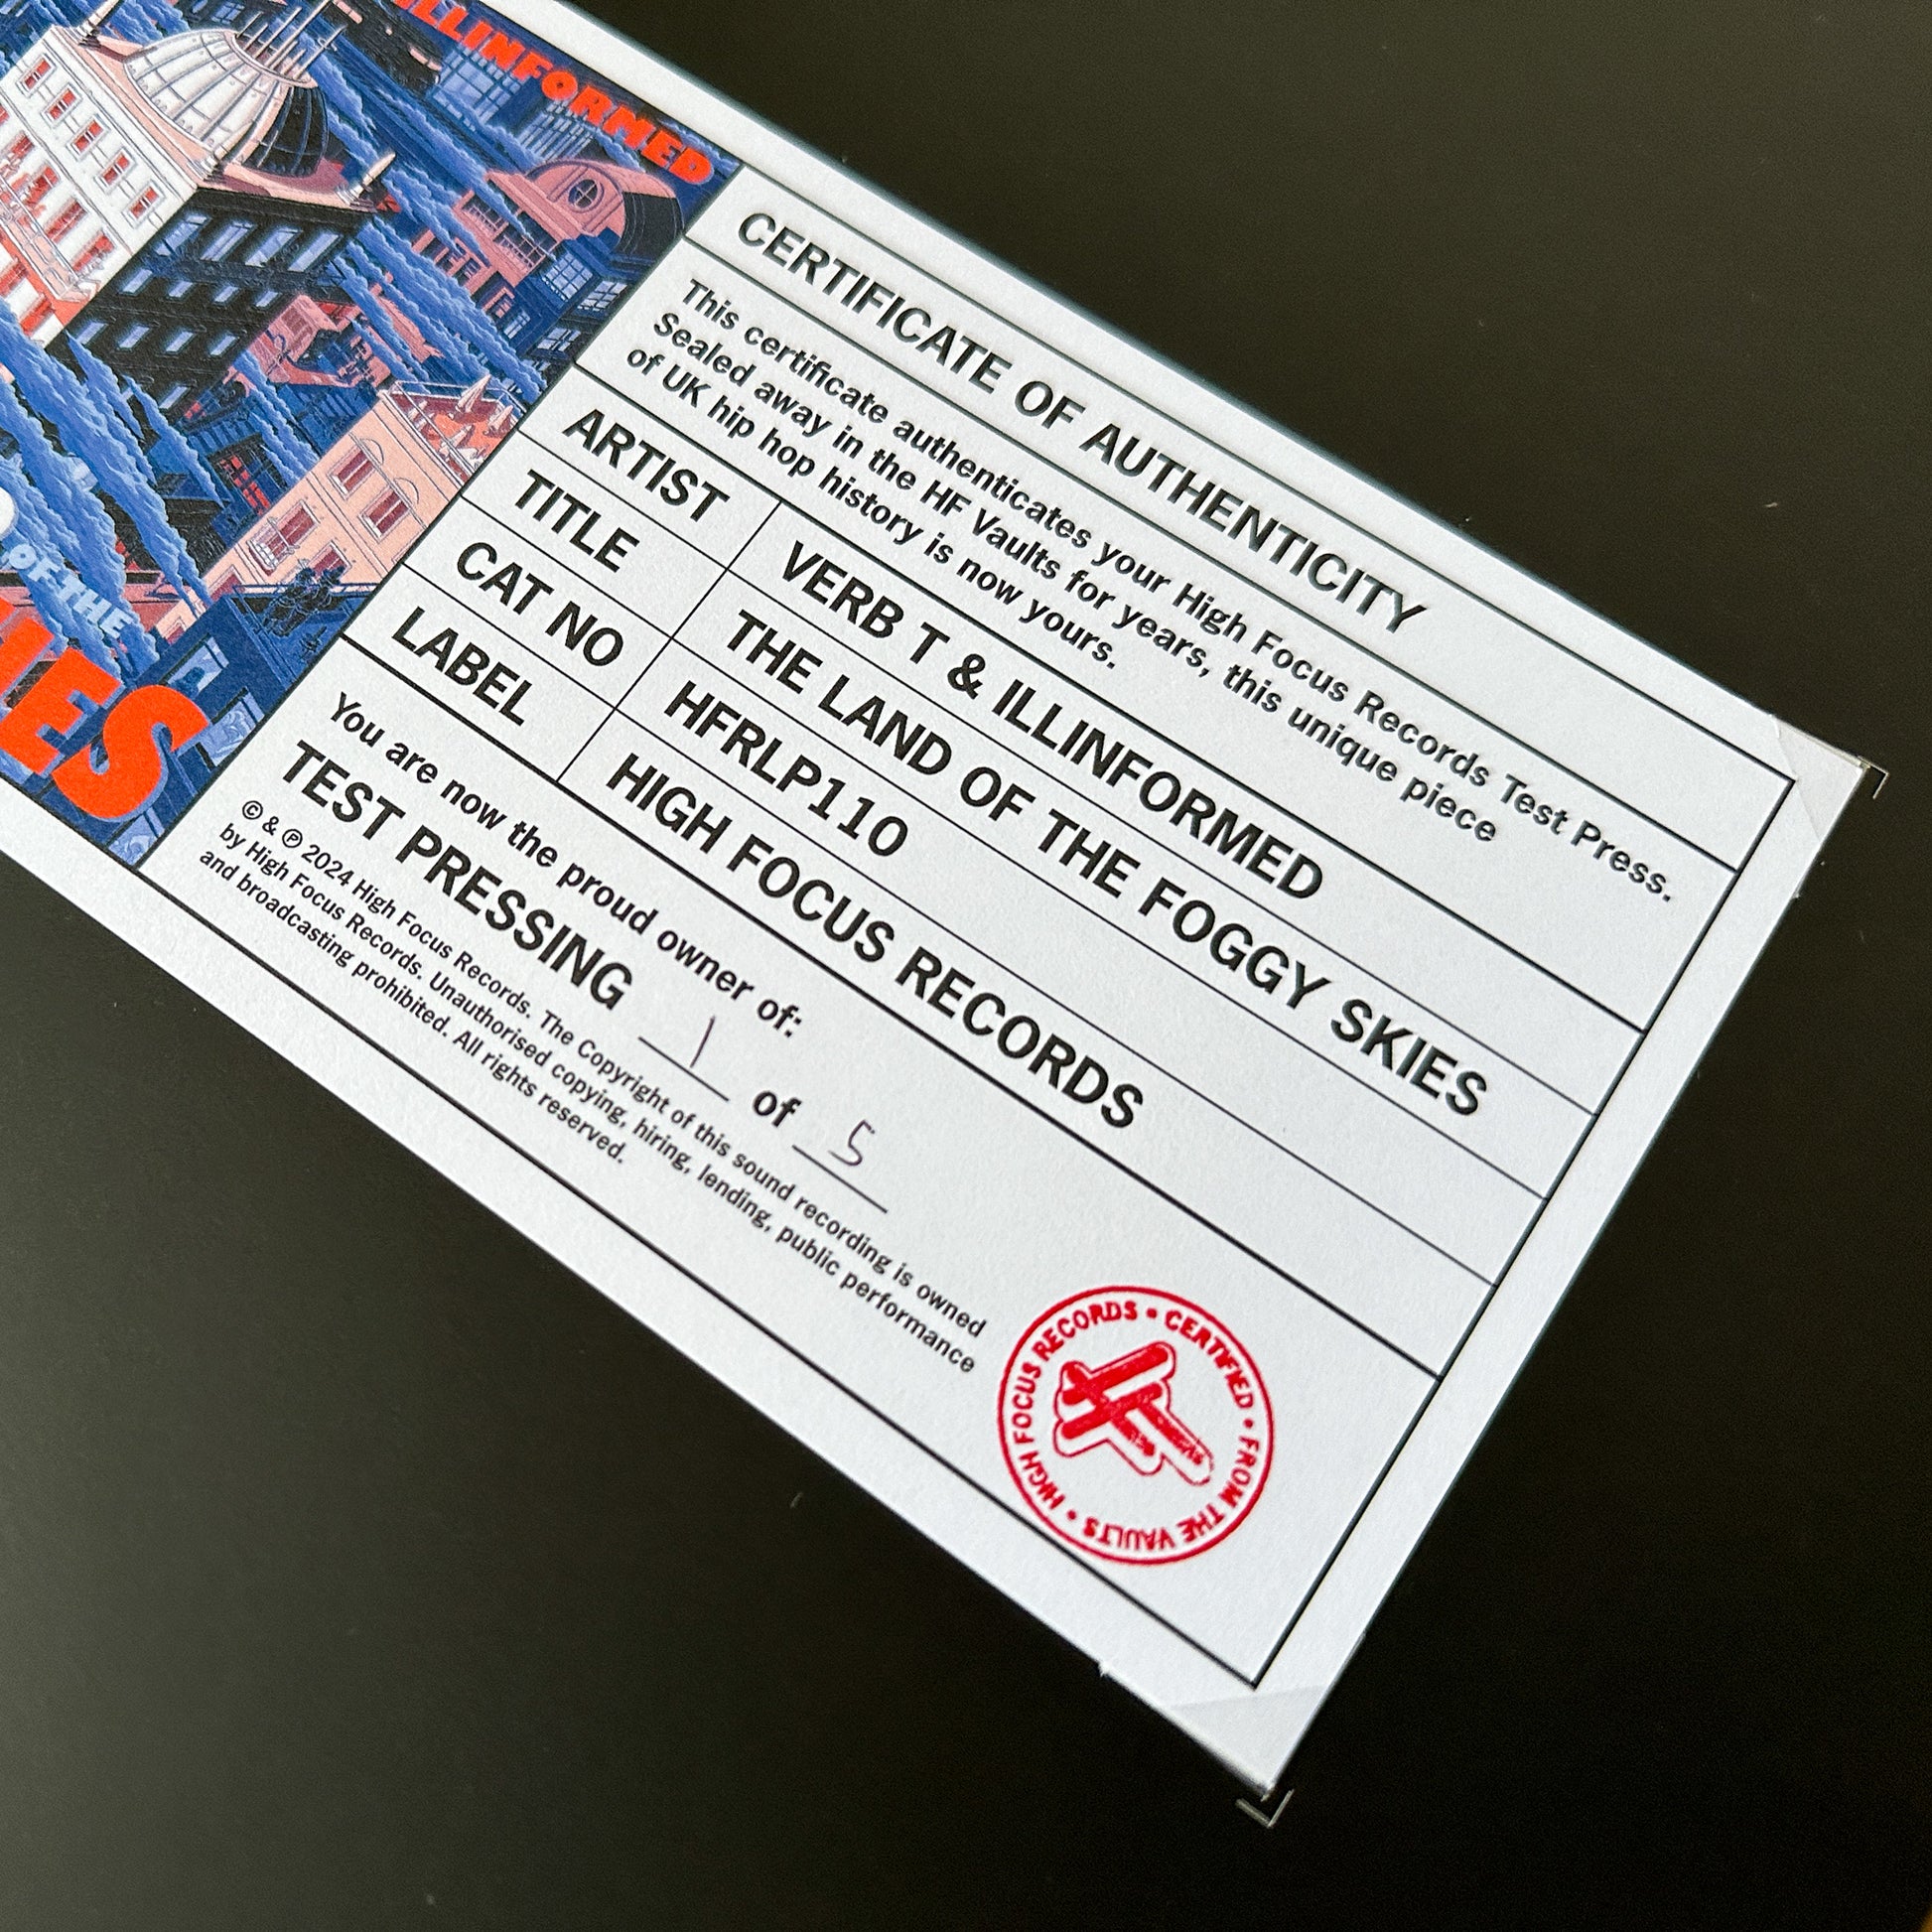 ILLINFORMED
OF THE
IES
CERTIFICATE OF AUTHENTICITY
This certificate authenticates your High Focus Records Test Press.
Sealed away in the HF Vaults for years, this unique piece
of UK hip hop history is now yours.
ARTIST VERB T & ILLINFORMED
TITLE THE LAND OF THE FOGGY SKIES
CAT NO HFRLP110
LABEL HIGH FOCUS RECORDS
You are now the proud owner of:
TEST PRESSING 1 of 5
© & ℗ 2024 High Focus Records. The Copyright of this sound recording is owned
by High Focus Records. Unauthorised copying, hiring, lending, public performance
and broadcasting prohibited. All rights reserved.
HIGH FOCUS RECORDS • CERTIFIED • FROM THE VAULTS •